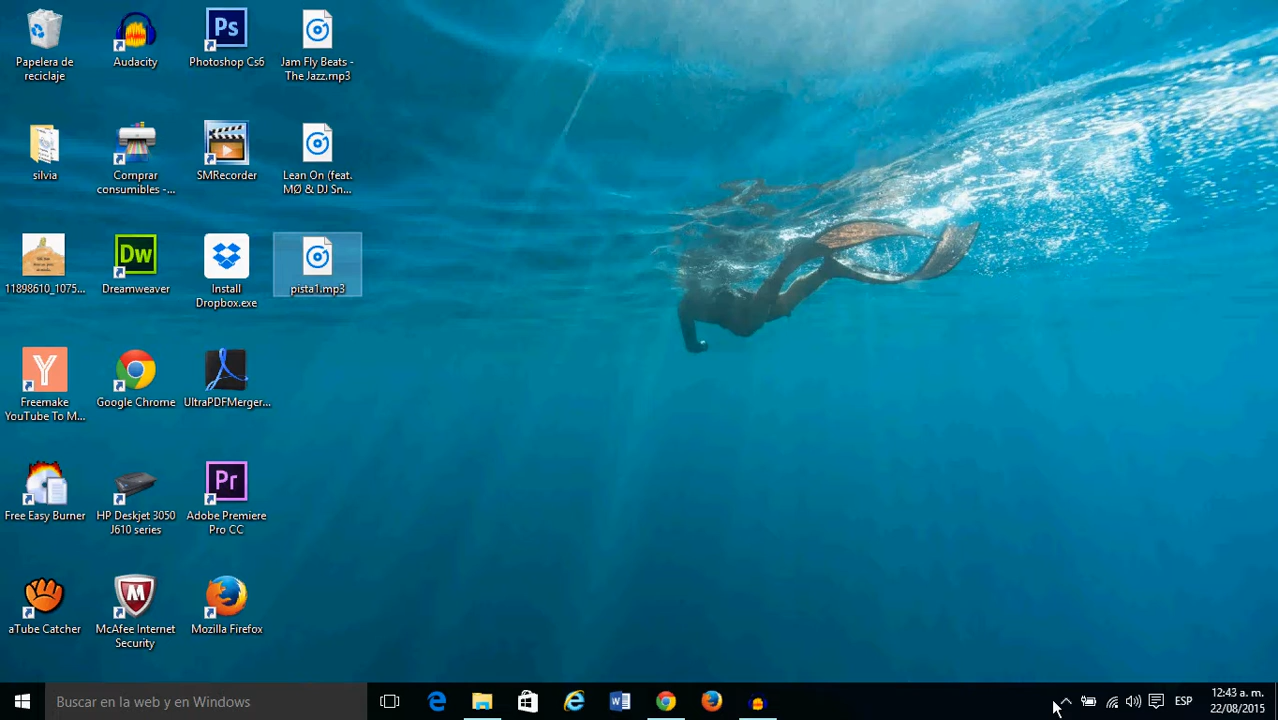 Papelera de
reciclaje
Audacity
Ps
Photoshop Cs6
Jam Fly Beats -
The Jazz.mp3
silvia
Comprar
consumibles -...
SMRecorder
Lean On (feat.
MØ & DJ Sn...
11898610_1075...
Dw
Dreamweaver
Install
Dropbox.exe
pista1.mp3
Y
Freemake
YouTube To M...
Google Chrome
UltraPDFMerger...
Free Easy Burner
HP Deskjet 3050
J610 series
Pr
Adobe Premiere
Pro CC
aTube Catcher
McAfee Internet
Security
Mozilla Firefox
Buscar en la web y en Windows
ESP
12:43 a. m.
22/08/2015